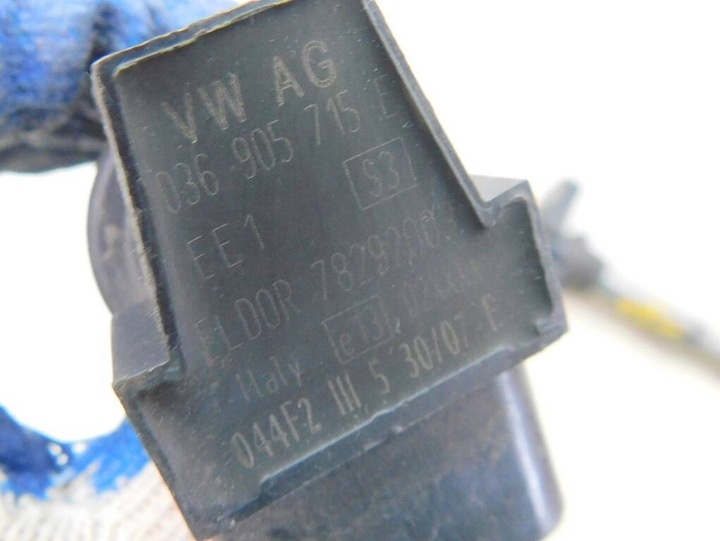 VW AG
036 905 715 E
EE1 S3
ELDOR 78292003
Italy e13
044F2 III 5 30/07 E